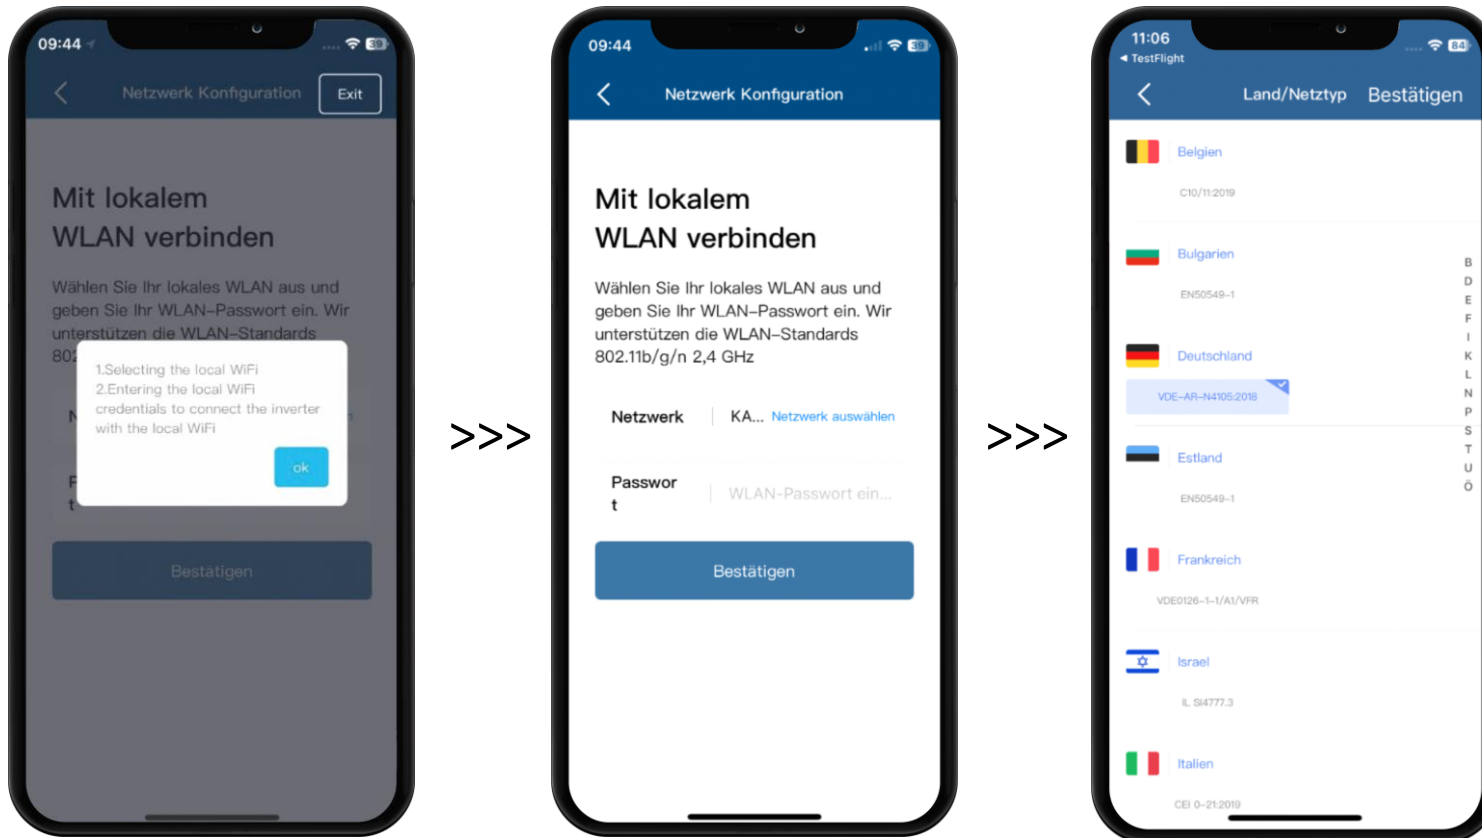 09:44
39
Netzwerk Konfiguration
Exit
Mit lokalem
WLAN verbinden
Wählen Sie Ihr lokales WLAN aus und
geben Sie Ihr WLAN-Passwort ein. Wir
unterstützen die WLAN-Standards
802
1.Selecting the local WiFi
2.Entering the local WiFi
credentials to connect the inverter
with the local WiFi
ok
N
P
t
Bestätigen
>>>
09:44
39
Netzwerk Konfiguration
Mit lokalem
WLAN verbinden
Wählen Sie Ihr lokales WLAN aus und
geben Sie Ihr WLAN-Passwort ein. Wir
unterstützen die WLAN-Standards
802.11b/g/n 2,4 GHz
Netzwerk KA... Netzwerk auswählen
Passwor
t
WLAN-Passwort ein...
Bestätigen
>>>
11:06
84
◄ TestFlight
Land/Netztyp Bestätigen
Belgien
C10/11:2019
Bulgarien
EN50549-1
Deutschland
VDE-AR-N4105:2018
Estland
EN50549-1
Frankreich
VDE0126-1-1/A1/VFR
Israel
IL SI4777.3
Italien
CEI 0-21:2019
B
D
E
F
I
K
L
N
P
S
T
U
Ö